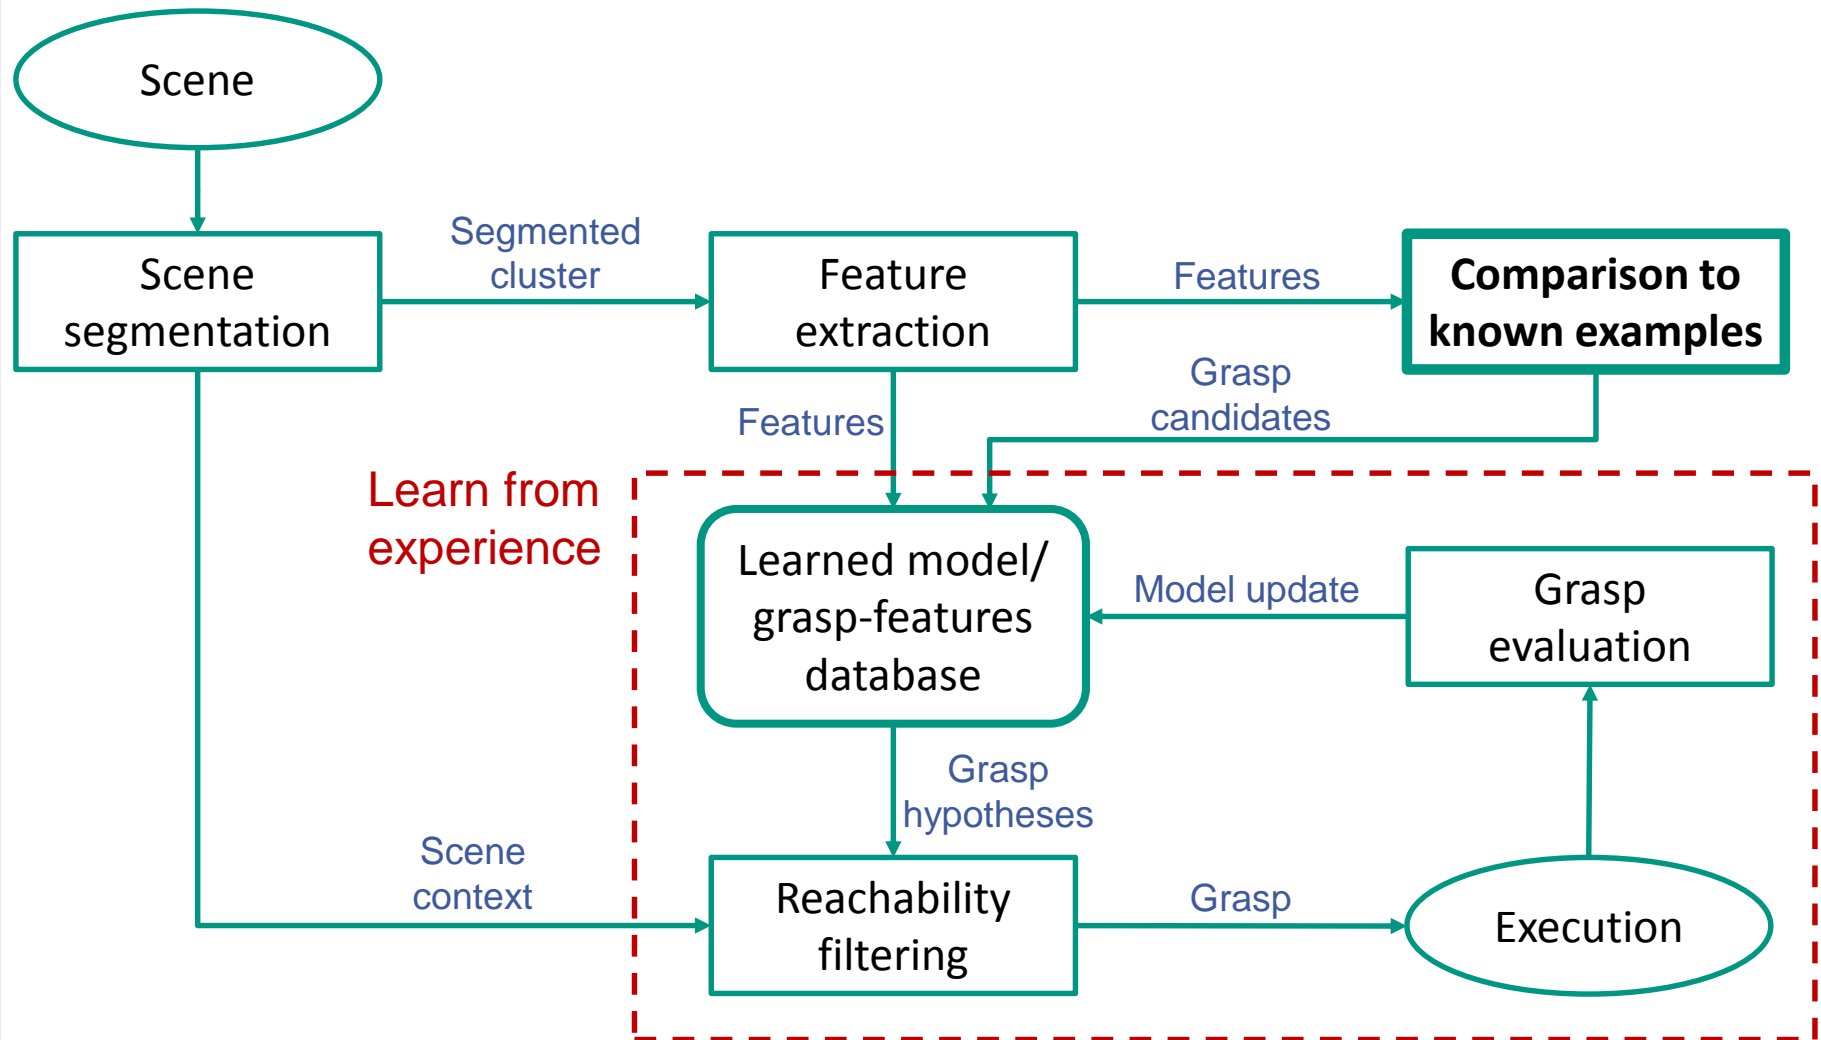 Scene
Scene
segmentation
Segmented
cluster
Feature
extraction
Features
Comparison to
known examples
Features
Grasp
candidates
Learn from
experience
Learned model/
grasp-features
database
Model update
Grasp
evaluation
Grasp
hypotheses
Scene
context
Reachability
filtering
Grasp
Execution